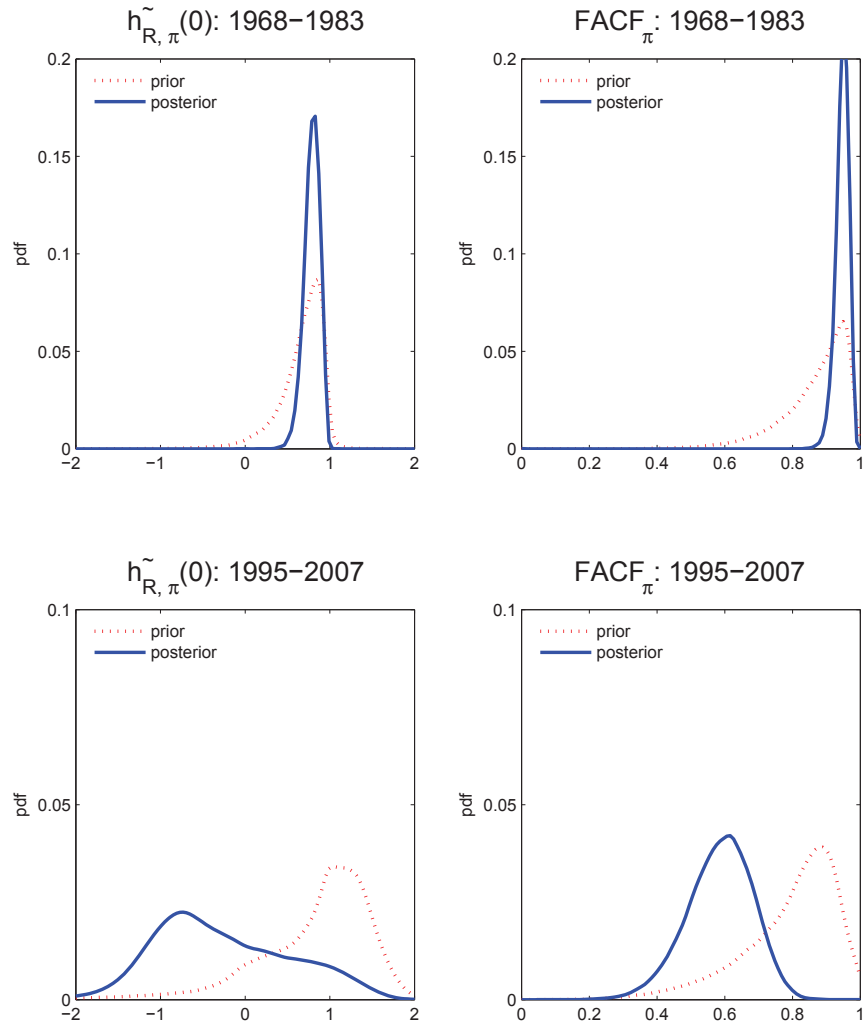 h~R, π(0): 1968−1983
0.2
0.15
0.1
0.05
0
pdf
prior
posterior
−2 −1 0 1 2
FACFπ: 1968−1983
0.2
0.15
0.1
0.05
0
pdf
prior
posterior
0 0.2 0.4 0.6 0.8 1
h~R, π(0): 1995−2007
0.1
0.05
0
pdf
prior
posterior
−2 −1 0 1 2
FACFπ: 1995−2007
0.1
0.05
0
pdf
prior
posterior
0 0.2 0.4 0.6 0.8 1